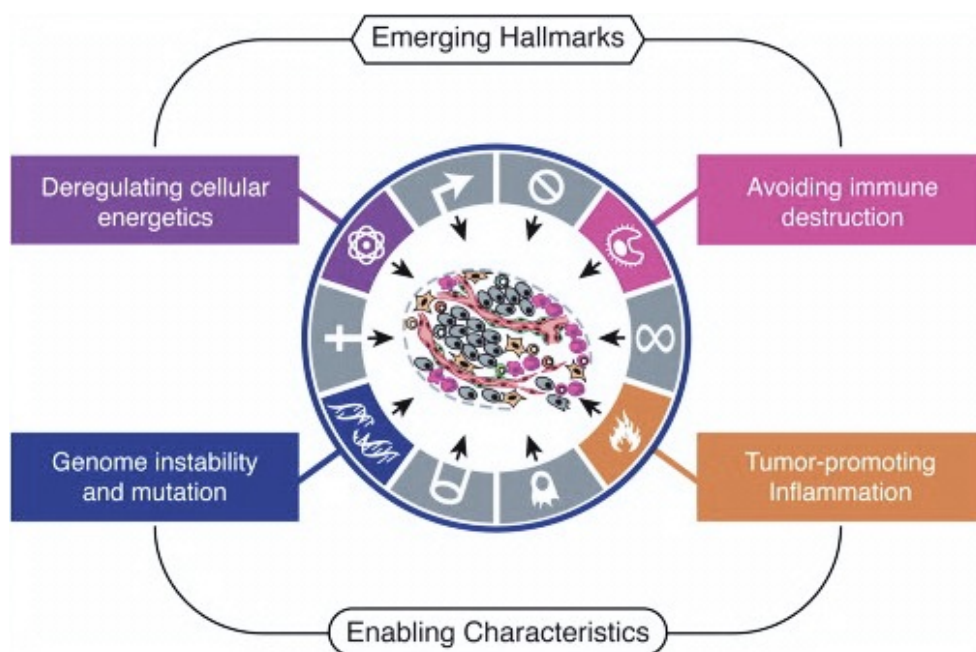 Emerging Hallmarks
Deregulating cellular
energetics
Avoiding immune
destruction
Genome instability
and mutation
Tumor-promoting
Inflammation
Enabling Characteristics